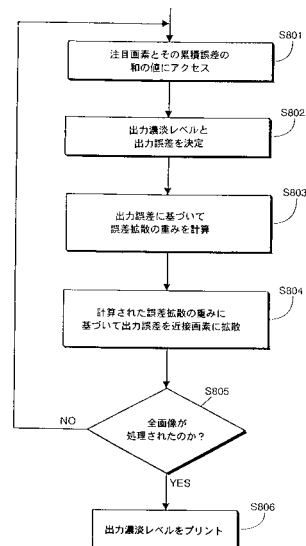 S801
注目画素とその累積誤差の
和の値にアクセス
S802
出力濃淡レベルと
出力誤差を決定
S803
出力誤差に基づいて
誤差拡散の重みを計算
S804
計算された誤差拡散の重みに
基づいて出力誤差を近接画素に拡散
S805
全画像が
処理されたのか？
NO
YES
S806
出力濃淡レベルをプリント